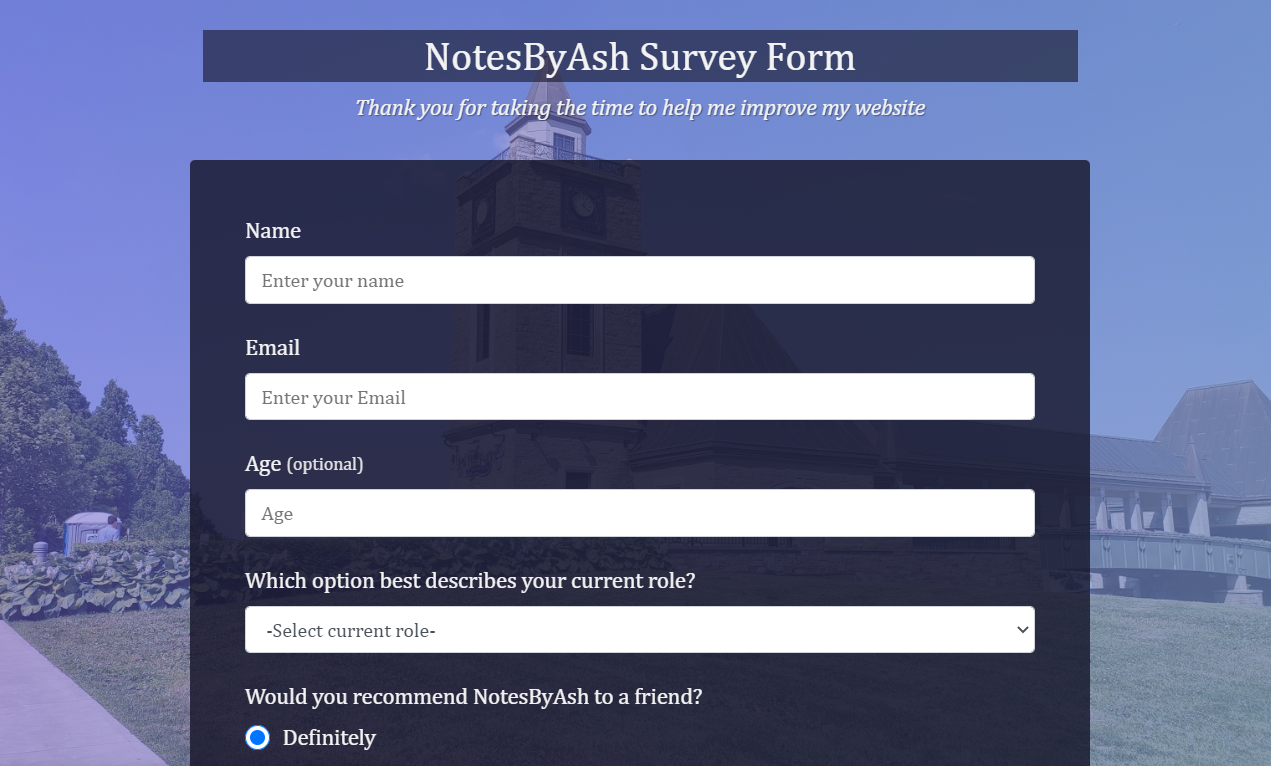 NotesByAsh Survey Form
Thank you for taking the time to help me improve my website
Name
Enter your name
Email
Enter your Email
Age (optional)
Age
Which option best describes your current role?
-Select current role-
Would you recommend NotesByAsh to a friend?
Definitely